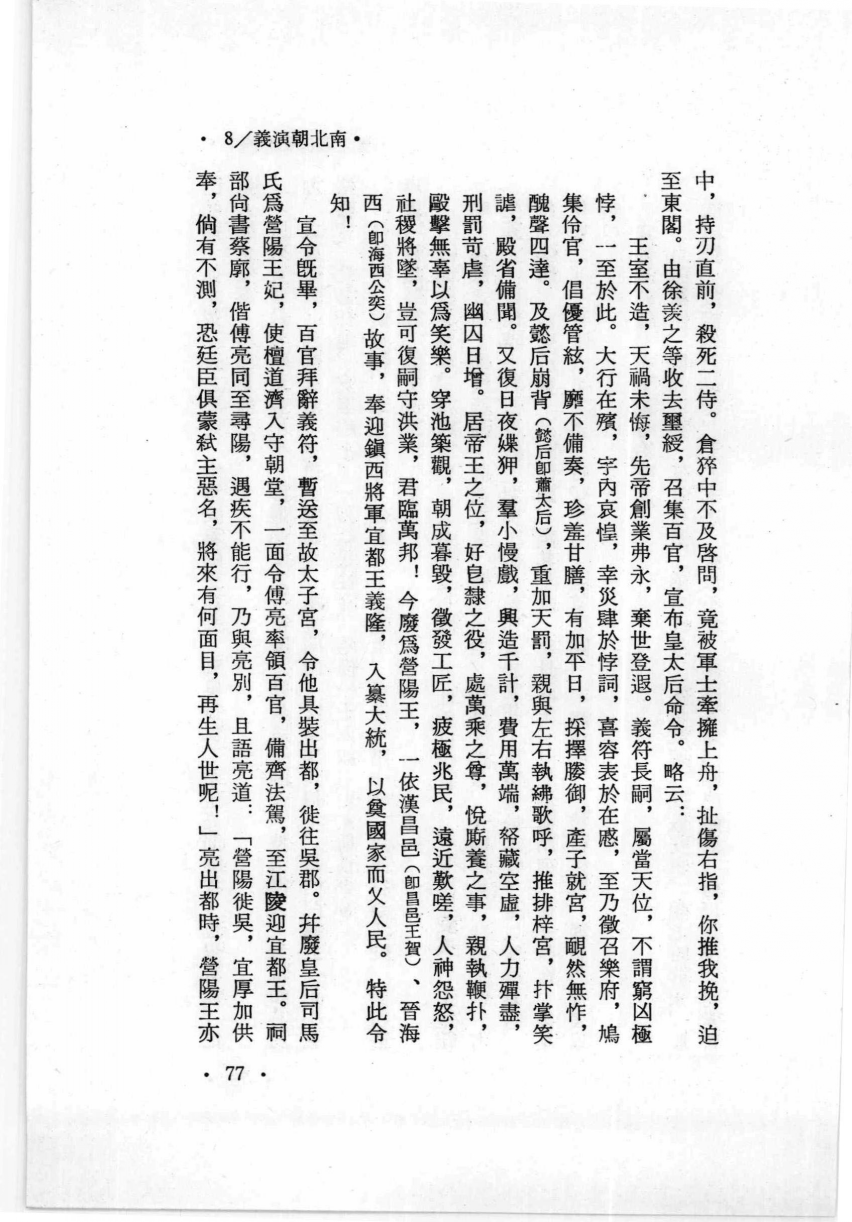 •8/義演朝北南•
中，持刃直前，殺死二侍。倉猝中不及啓問，竟被軍士牽擁上舟，扯傷右指，你推我挽，迫
至東閣。由徐羨之等收去璽綬，召集百官，宣布皇太后命令。略云：
王室不造，天禍未悔，先帝創業弗永，棄世登遐。義符長嗣，屬當天位，不謂窮凶極
悖，一至於此。大行在殯，宇內哀惶，幸災肆於悖詞，喜容表於在慼，至乃徵召樂府，鳩
集伶官，倡優管絃，靡不備奏，珍羞甘膳，有加平日，採擇媵御，產子就宮，靦然無怍，
醜聲四達。及懿后崩背（懿后卽蕭太后），重加天罰，親與左右執紼歌呼，推排梓宮，抃掌笑
謔，殿省備聞。又復日夜媟狎，羣小慢戲，興造千計，費用萬端，帑藏空虛，人力殫盡，
刑罰苛虐，幽囚日增。居帝王之位，好皂隸之役，處萬乘之尊，悅廝養之事，親執鞭扑，
毆擊無辜以爲笑樂。穿池築觀，朝成暮毀，徵發工匠，疲極兆民，遠近歎嗟，人神怨怒，
社稷將墜，豈可復嗣守洪業，君臨萬邦！今廢爲營陽王，一依漢昌邑（卽昌邑王賀）、晉海
西（卽海西公奕）故事，奉迎鎭西將軍宜都王義隆，入纂大統，以奠國家而乂人民。特此令
知！
宣令旣畢，百官拜辭義符，暫送至故太子宮，令他具裝出都，徙往吳郡。幷廢皇后司馬
氏爲營陽王妃，使檀道濟入守朝堂，一面令傅亮率領百官，備齊法駕，至江陵迎宜都王。祠
部尙書蔡廓，偕傅亮同至尋陽，遇疾不能行，乃與亮別，且語亮道：「營陽徙吳，宜厚加供
奉，倘有不測，恐廷臣俱蒙弒主惡名，將來有何面目，再生人世呢！」亮出都時，營陽王亦
•77•